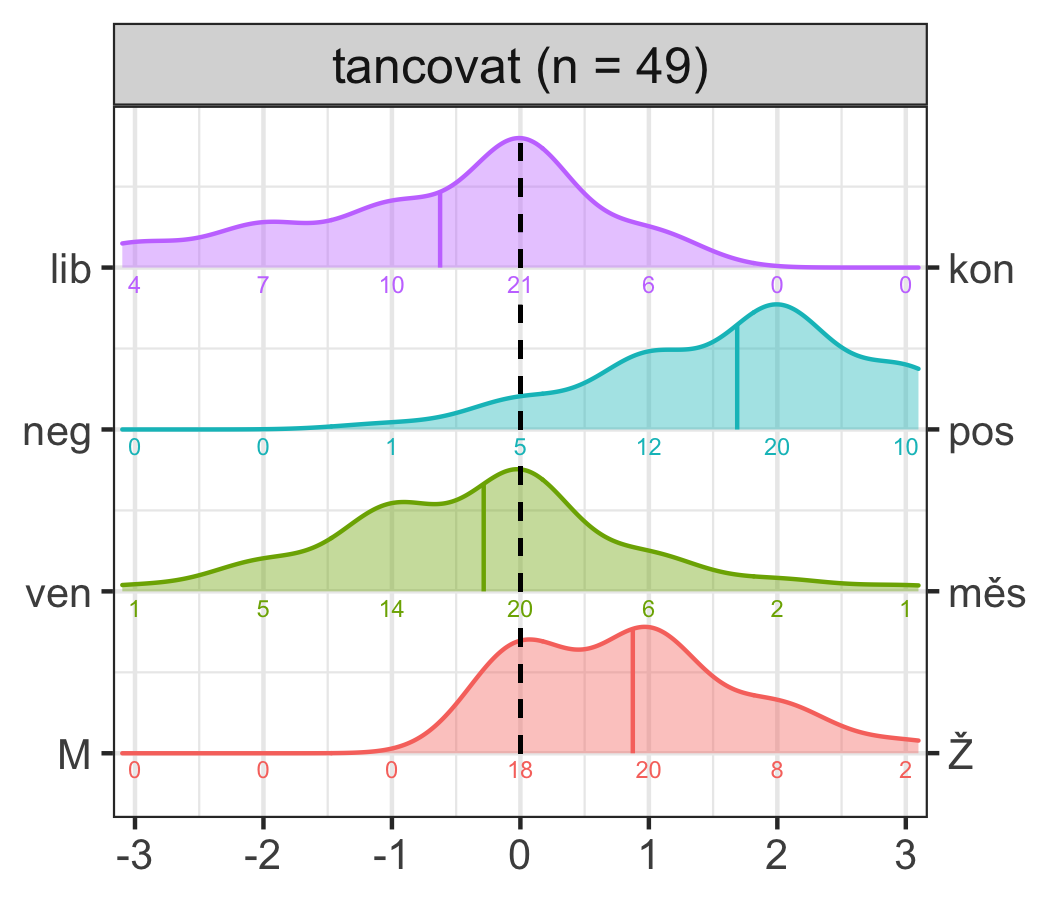 tancovat (n = 49)
lib kon
4 7 10 21 6 0 0
neg pos
0 0 1 5 12 20 10
ven měs
1 5 14 20 6 2 1
M Ž
0 0 0 18 20 8 2
-3 -2 -1 0 1 2 3